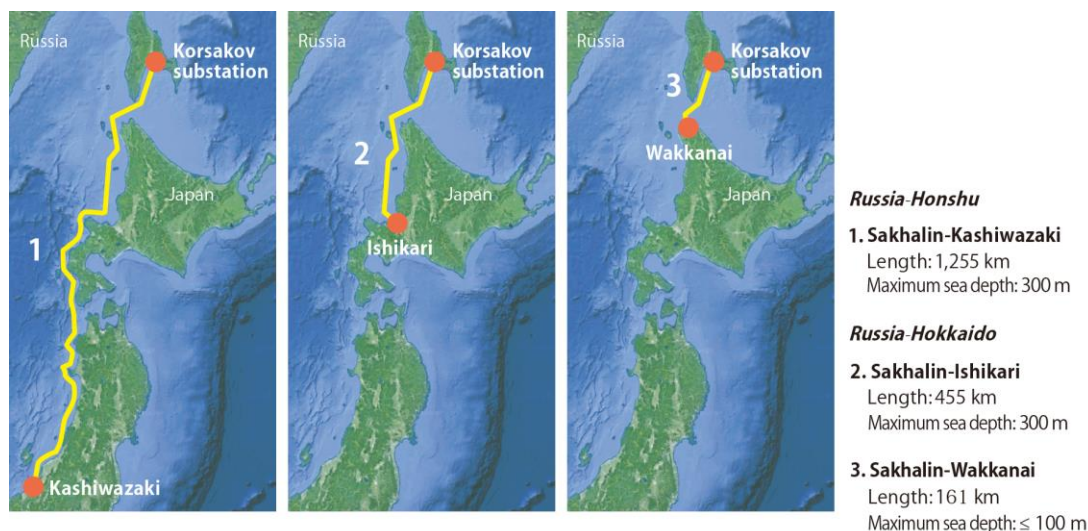 Russia
Korsakov
substation
1
Japan
Kashiwazaki
Russia
Korsakov
substation
2
Japan
Ishikari
Russia
Korsakov
substation
3
Wakkanai
Japan
Russia-Honshu
1. Sakhalin-Kashiwazaki
Length: 1,255 km
Maximum sea depth: 300 m
Russia-Hokkaido
2. Sakhalin-Ishikari
Length: 455 km
Maximum sea depth: 300 m
3. Sakhalin-Wakkanai
Length: 161 km
Maximum sea depth: ≤ 100 m